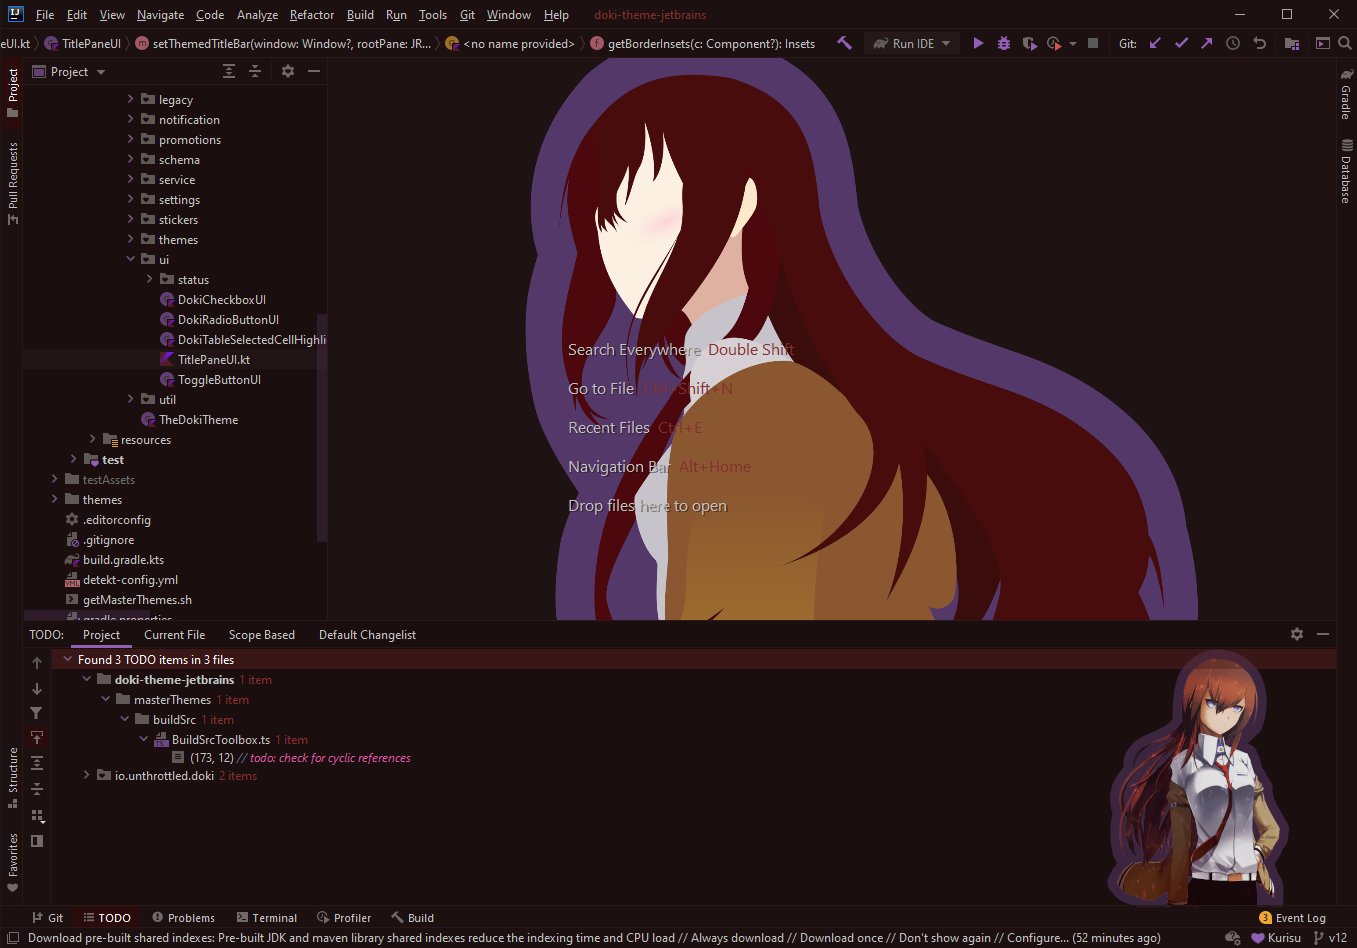 IJ File Edit View Navigate Code Analyze Refactor Build Run Tools Git Window Help doki-theme-jetbrains
eUI.kt TitlePaneUI setThemedTitleBar(window: Window?, rootPane: JR... <no name provided> getBorderInsets(c: Component?): Insets Run IDE Git:
Project
Project
Pull Requests
legacy
notification
promotions
schema
service
settings
stickers
themes
ui
status
DokiCheckboxUI
DokiRadioButtonUI
DokiTableSelectedCellHighli
TitlePaneUI.kt
ToggleButtonUI
util
TheDokiTheme
resources
test
testAssets
themes
.editorconfig
.gitignore
build.gradle.kts
detekt-config.yml
getMasterThemes.sh
gradle.properties
Search Everywhere Double Shift
Go to File Ctrl+Shift+N
Recent Files Ctrl+E
Navigation Bar Alt+Home
Drop files here to open
Gradle
Database
TODO: Project Current File Scope Based Default Changelist
Found 3 TODO items in 3 files
doki-theme-jetbrains 1 item
masterThemes 1 item
buildSrc 1 item
BuildSrcToolbox.ts 1 item
(173, 12) // todo: check for cyclic references
io.unthrottled.doki 2 items
Structure
Favorites
Git TODO Problems Terminal Profiler Build 3 Event Log
Download pre-built shared indexes: Pre-built JDK and maven library shared indexes reduce the indexing time and CPU load // Always download // Download once // Don't show again // Configure... (52 minutes ago) Kurisu v12